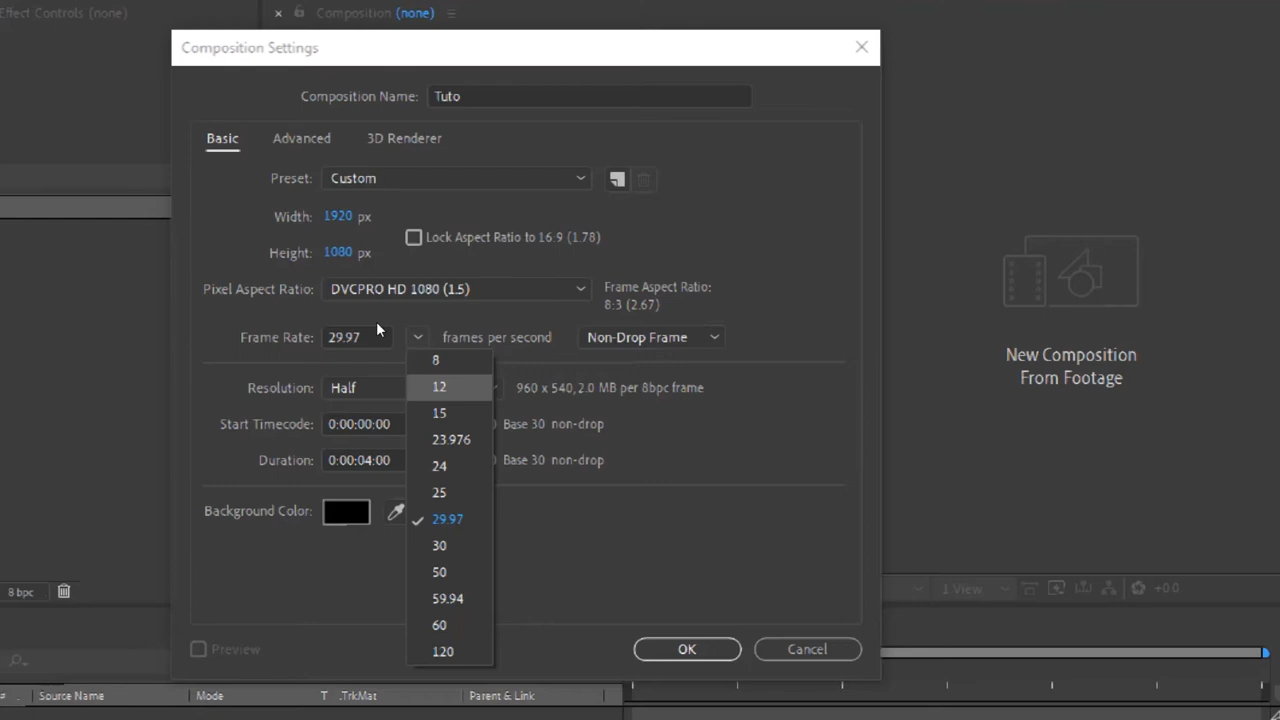 Effect Controls (none)
Composition (none)
Composition Settings
Composition Name: Tuto
Basic Advanced 3D Renderer
Preset: Custom
Width: 1920 px
Lock Aspect Ratio to 16:9 (1.78)
Height: 1080 px
Pixel Aspect Ratio: DVCPRO HD 1080 (1.5)
Frame Aspect Ratio:
8:3 (2.67)
Frame Rate: 29.97 frames per second Non-Drop Frame
8
12
15
23.976
24
25
29.97
30
50
59.94
60
120
Resolution: Half 960 x 540, 2.0 MB per 8bpc frame
Start Timecode: 0:00:00:00 Base 30 non-drop
Duration: 0:00:04:00 Base 30 non-drop
Background Color:
Preview
OK
Cancel
New Composition
From Footage
8 bpc
1 View
+0.0
# Source Name Mode T .TrkMat Parent & Link